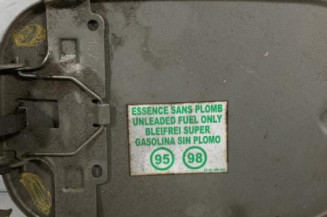 ESSENCE SANS PLOMB
UNLEADED FUEL ONLY
BLEIFREI SUPER
GASOLINA SIN PLOMO
95 98